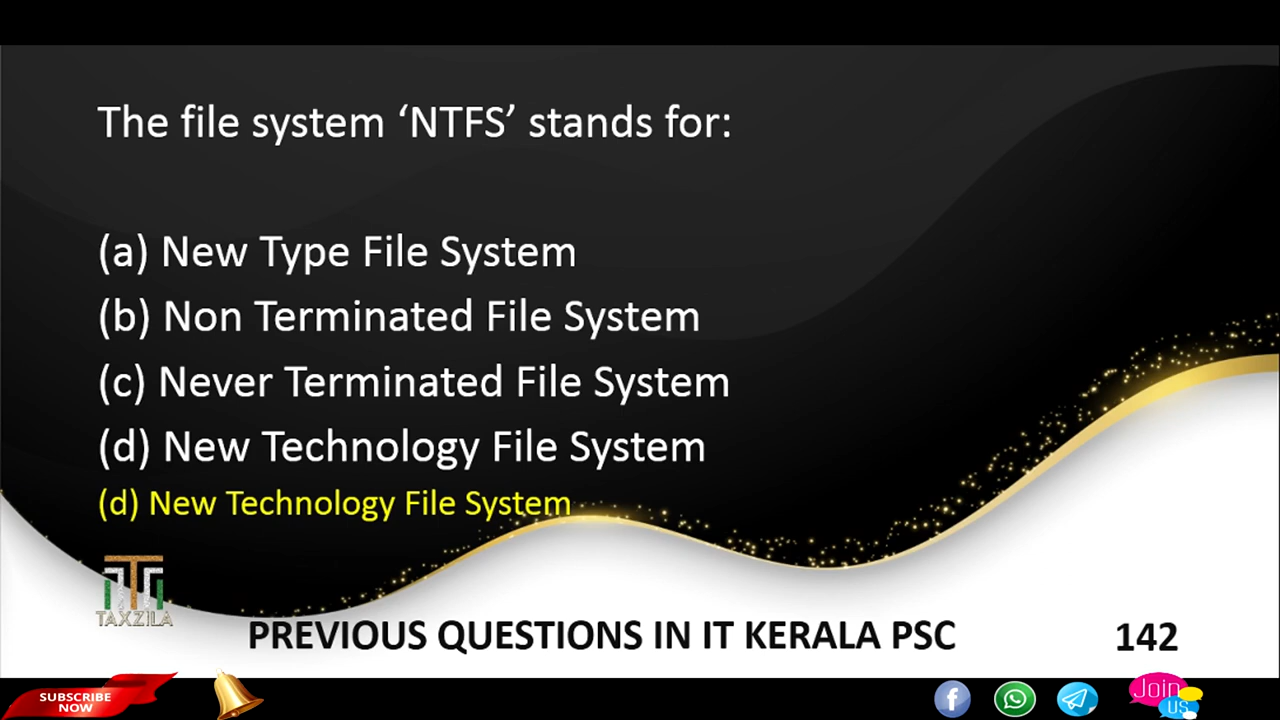 The file system ‘NTFS’ stands for:
(a) New Type File System
(b) Non Terminated File System
(c) Never Terminated File System
(d) New Technology File System
(d) New Technology File System
TAXZILA
PREVIOUS QUESTIONS IN IT KERALA PSC 142
SUBSCRIBE
NOW
Join
US